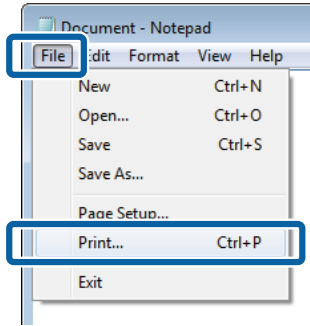 Document - Notepad
File Edit Format View Help
New Ctrl+N
Open... Ctrl+O
Save Ctrl+S
Save As...
Page Setup...
Print... Ctrl+P
Exit